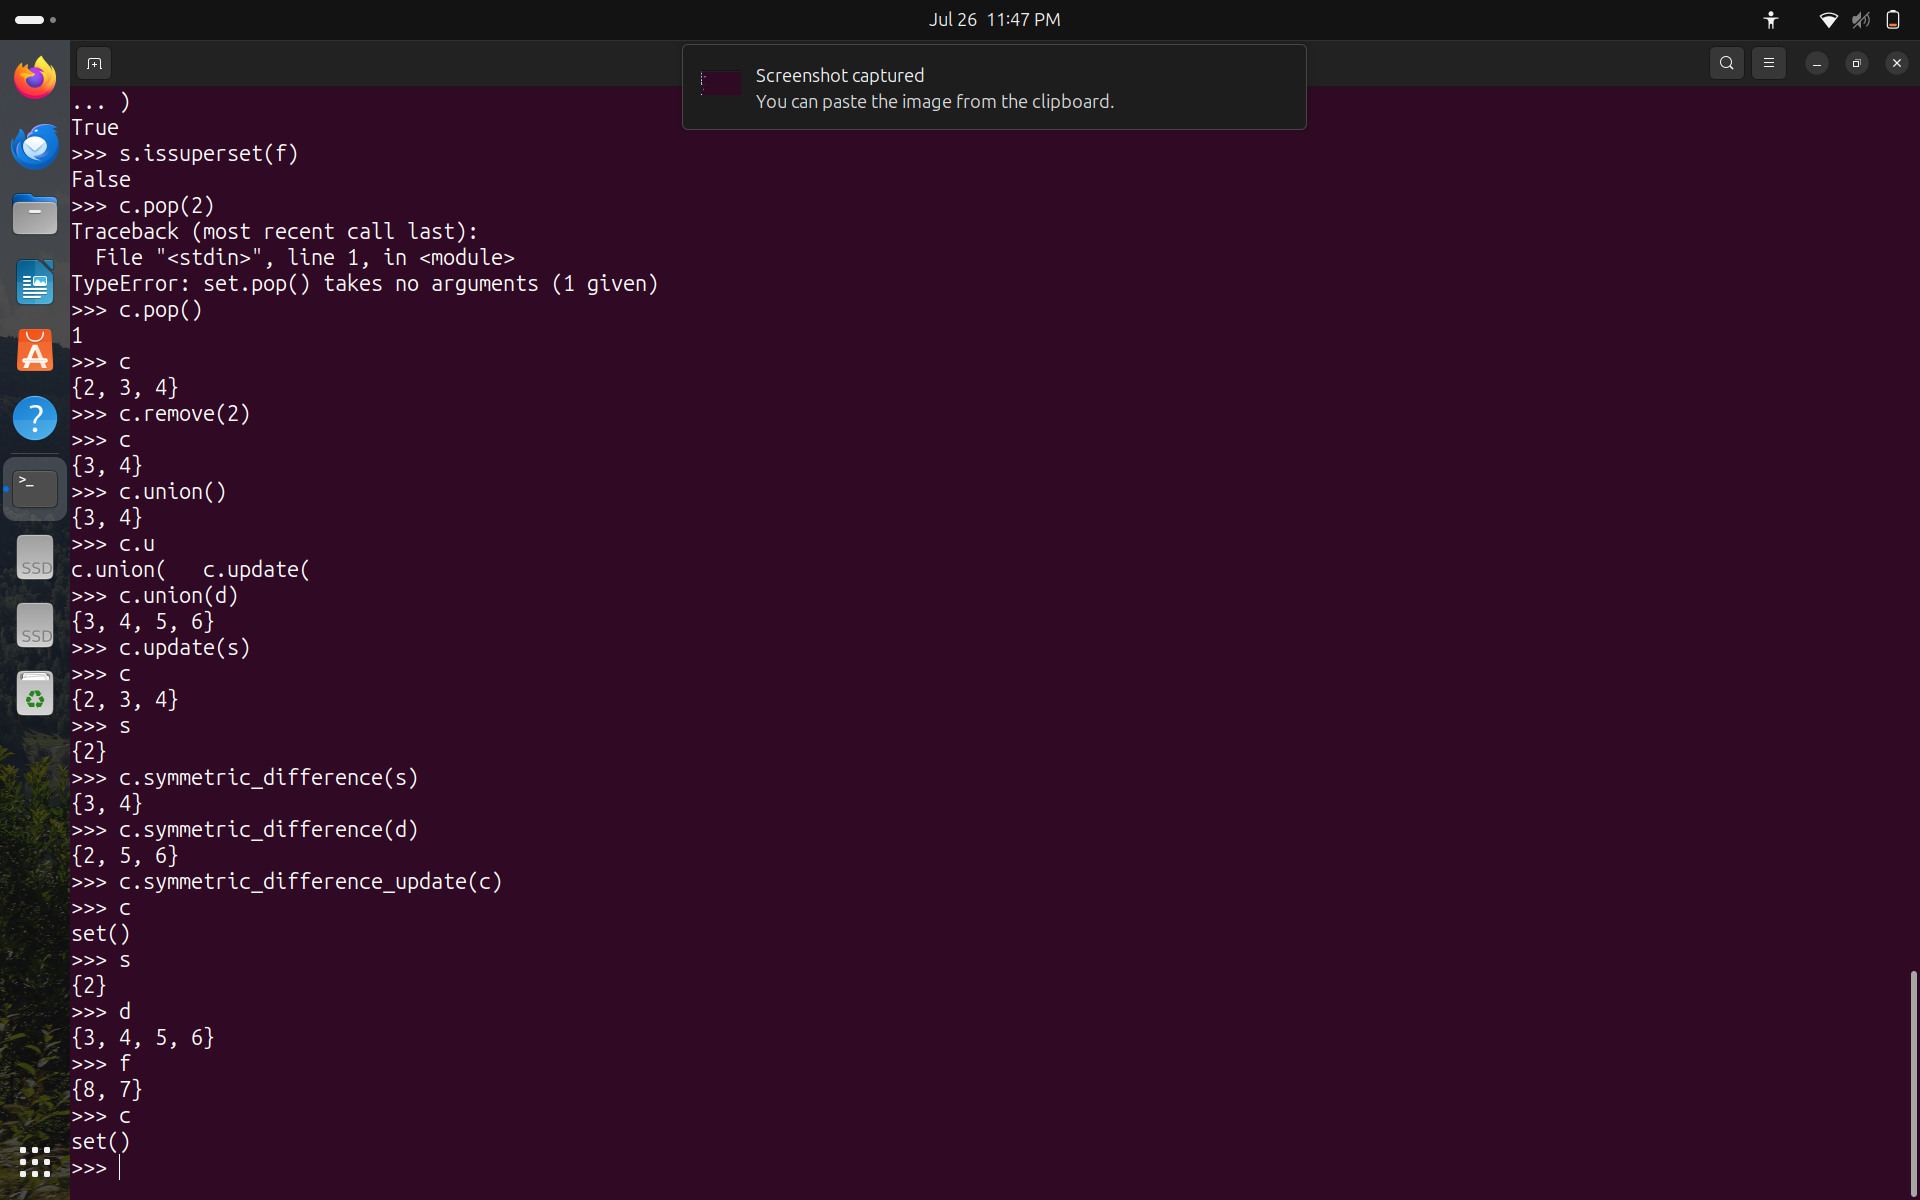 Jul 26  11:47 PM
Screenshot captured
You can paste the image from the clipboard.
... )
True
>>> s.issuperset(f)
False
>>> c.pop(2)
Traceback (most recent call last):
  File "<stdin>", line 1, in <module>
TypeError: set.pop() takes no arguments (1 given)
>>> c.pop()
1
>>> c
{2, 3, 4}
>>> c.remove(2)
>>> c
{3, 4}
>>> c.union()
{3, 4}
>>> c.u
c.union(   c.update(
>>> c.union(d)
{3, 4, 5, 6}
>>> c.update(s)
>>> c
{2, 3, 4}
>>> s
{2}
>>> c.symmetric_difference(s)
{3, 4}
>>> c.symmetric_difference(d)
{2, 5, 6}
>>> c.symmetric_difference_update(c)
>>> c
set()
>>> s
{2}
>>> d
{3, 4, 5, 6}
>>> f
{8, 7}
>>> c
set()
>>>
SSD
SSD